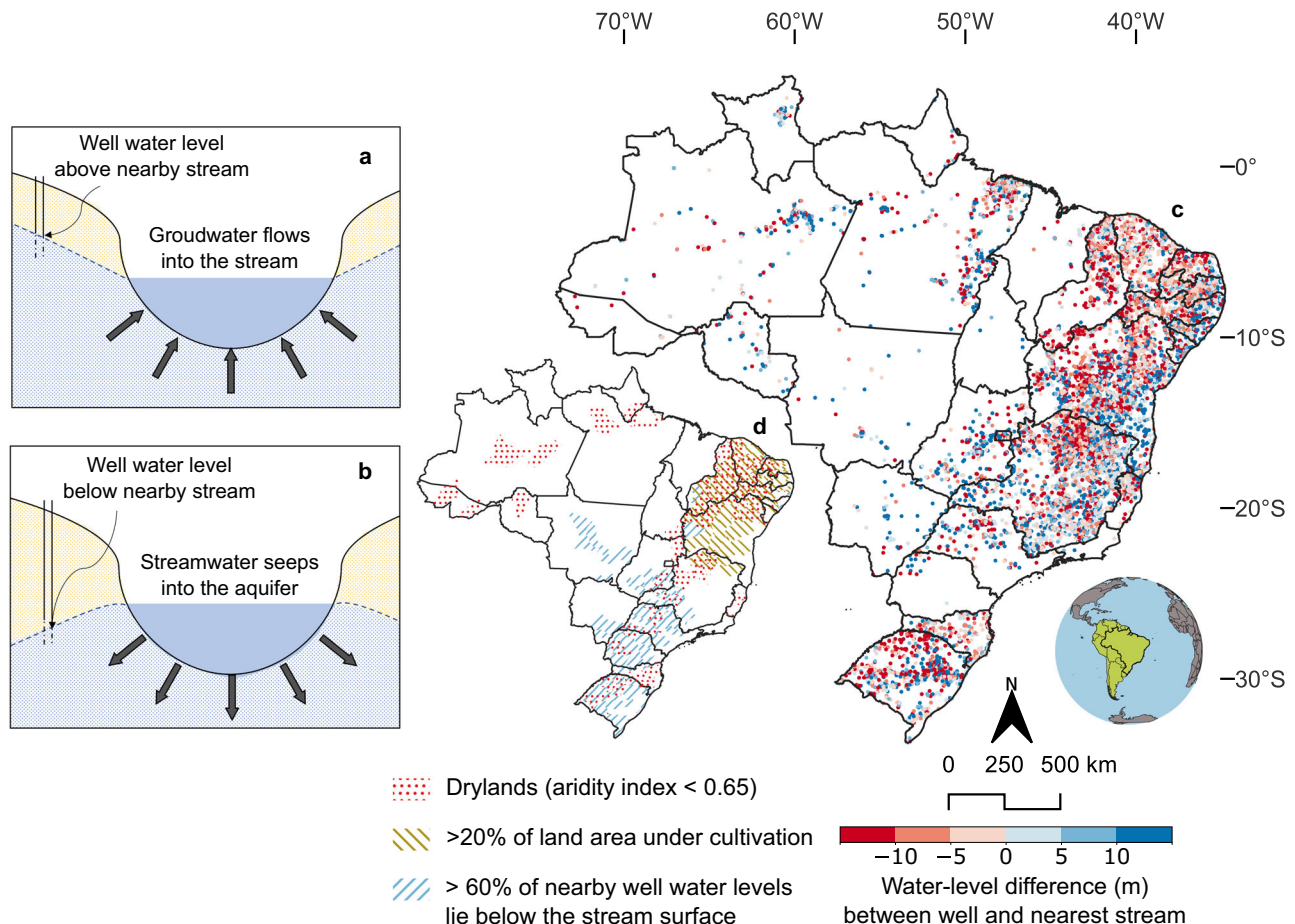 70°W 60°W 50°W 40°W
a
Well water level
above nearby stream
Groudwater flows
into the stream
b
Well water level
below nearby stream
Streamwater seeps
into the aquifer
c
0°
10°S
20°S
30°S
d
N
0 250 500 km
Drylands (aridity index < 0.65)
>20% of land area under cultivation
> 60% of nearby well water levels
lie below the stream surface
−10 −5 0 5 10
Water-level difference (m)
between well and nearest stream